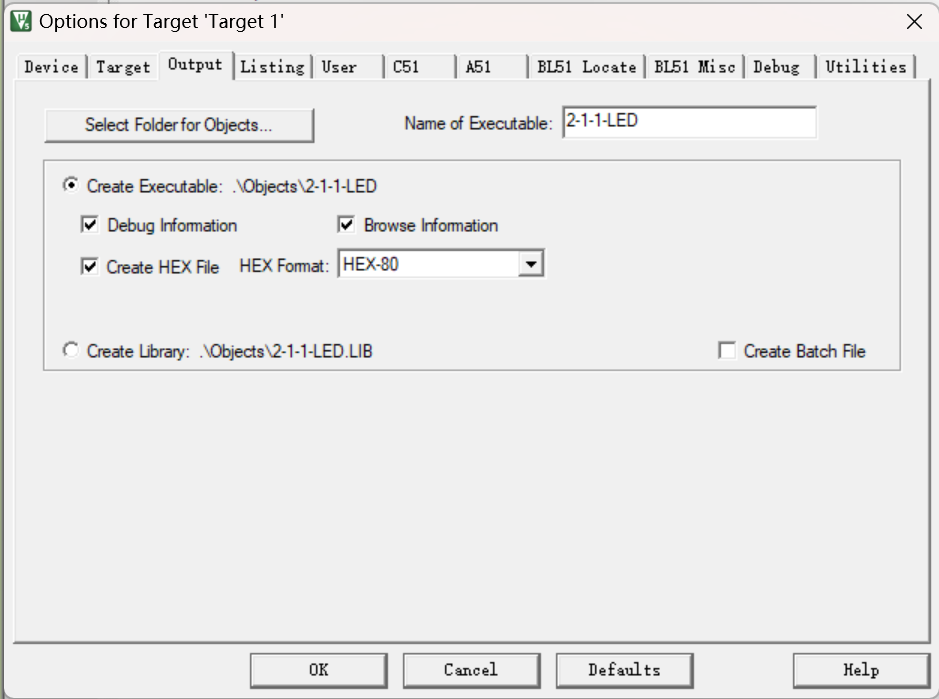 Options for Target 'Target 1'
Device Target Output Listing User C51 A51 BL51 Locate BL51 Misc Debug Utilities
Select Folder for Objects... Name of Executable: 2-1-1-LED
Create Executable: .\Objects\2-1-1-LED
Debug Information Browse Information
Create HEX File HEX Format: HEX-80
Create Library: .\Objects\2-1-1-LED.LIB Create Batch File
OK Cancel Defaults Help